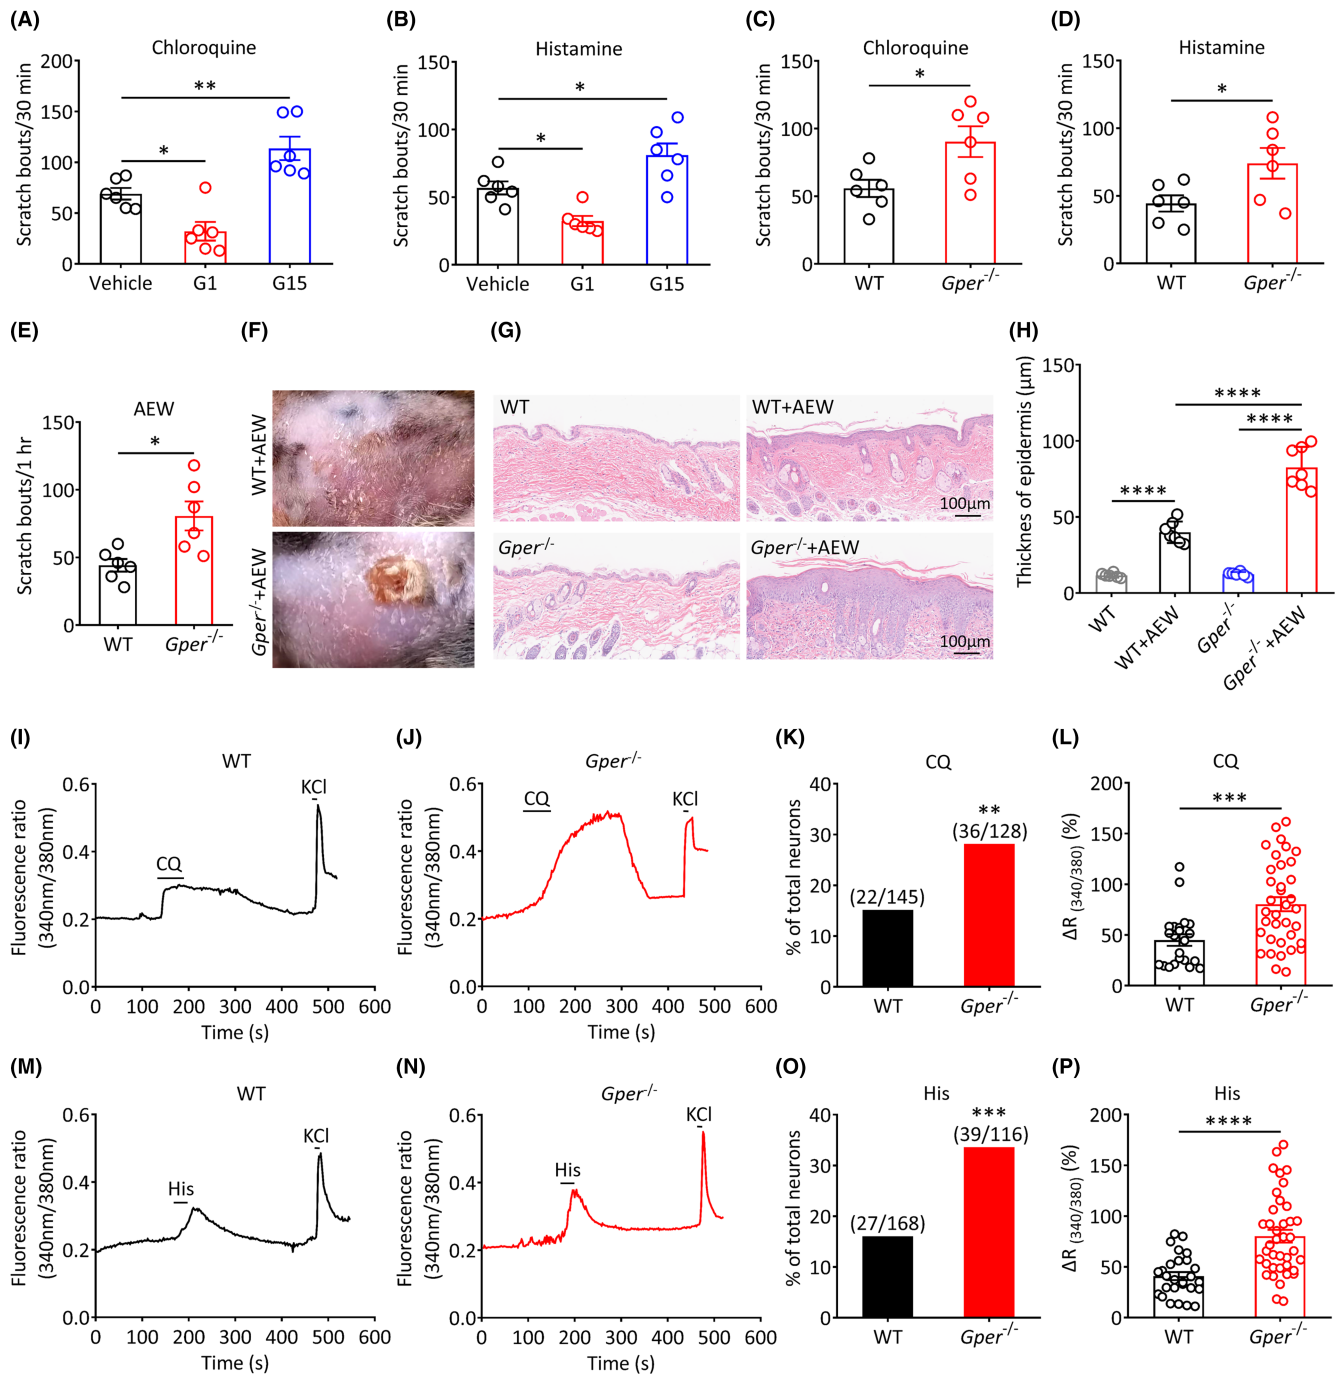 (A)
Chloroquine
Scratch bouts/30 min
200
150
100
50
0
**
*
Vehicle
G1
G15
(B)
Histamine
Scratch bouts/30 min
150
100
50
0
*
*
Vehicle
G1
G15
(C)
Chloroquine
Scratch bouts/30 min
150
100
50
0
*
WT
Gper-/-
(D)
Histamine
Scratch bouts/30 min
150
100
50
0
*
WT
Gper-/-
(E)
AEW
Scratch bouts/1 hr
150
100
50
0
*
WT
Gper-/-
(F)
WT+AEW
Gper-/-+AEW
(G)
WT
WT+AEW
100μm
Gper-/-
Gper-/-+AEW
100μm
(H)
Thicknes of epidermis (μm)
150
100
50
0
****
****
****
WT
WT+AEW
Gper-/-
Gper-/-+AEW
(I)
WT
Fluorescence ratio
(340nm/380nm)
0.6
0.4
0.2
0.0
CQ
KCl
0 100 200 300 400 500 600
Time (s)
(J)
Gper-/-
Fluorescence ratio
(340nm/380nm)
0.6
0.4
0.2
0.0
CQ
KCl
0 100 200 300 400 500 600
Time (s)
(K)
CQ
% of total neurons
40
30
20
10
0
**
(36/128)
(22/145)
WT
Gper-/-
(L)
CQ
ΔR (340/380) (%)
200
150
100
50
0
***
WT
Gper-/-
(M)
WT
Fluorescence ratio
(340nm/380nm)
0.6
0.4
0.2
0.0
His
KCl
0 100 200 300 400 500 600
Time (s)
(N)
Gper-/-
Fluorescence ratio
(340nm/380nm)
0.6
0.4
0.2
0.0
His
KCl
0 100 200 300 400 500 600
Time (s)
(O)
His
% of total neurons
40
30
20
10
0
***
(39/116)
(27/168)
WT
Gper-/-
(P)
His
ΔR (340/380) (%)
200
150
100
50
0
****
WT
Gper-/-